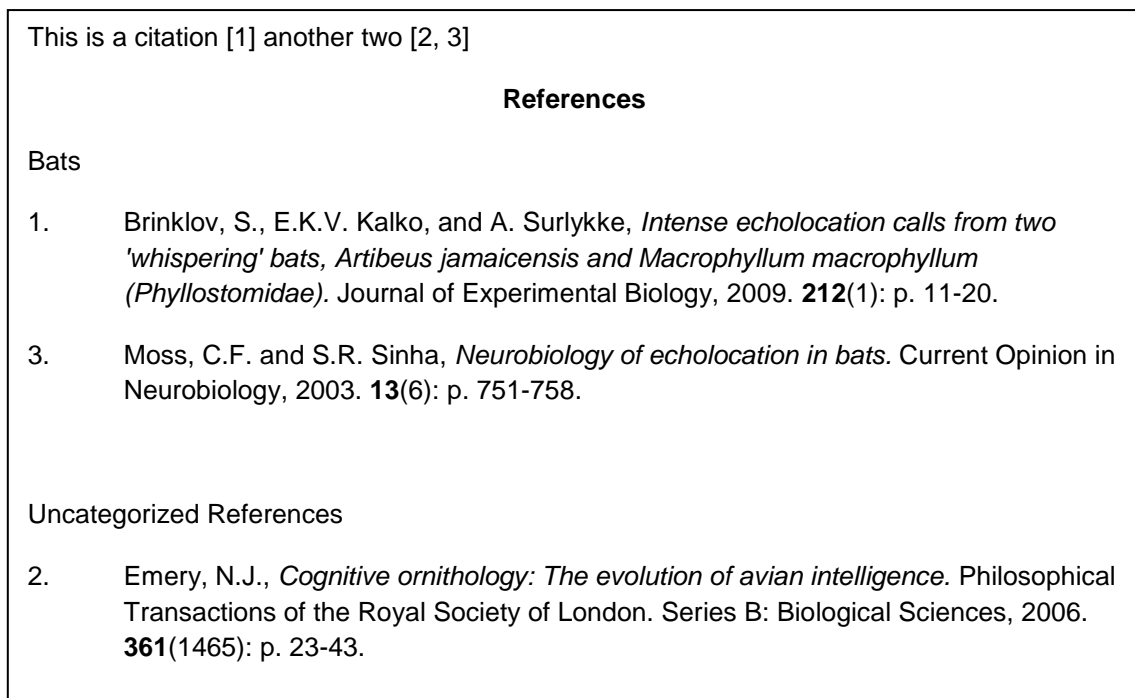 This is a citation [1] another two [2, 3]
References
Bats
1. Brinklov, S., E.K.V. Kalko, and A. Surlykke, Intense echolocation calls from two
'whispering' bats, Artibeus jamaicensis and Macrophyllum macrophyllum
(Phyllostomidae). Journal of Experimental Biology, 2009. 212(1): p. 11-20.
3. Moss, C.F. and S.R. Sinha, Neurobiology of echolocation in bats. Current Opinion in
Neurobiology, 2003. 13(6): p. 751-758.
Uncategorized References
2. Emery, N.J., Cognitive ornithology: The evolution of avian intelligence. Philosophical
Transactions of the Royal Society of London. Series B: Biological Sciences, 2006.
361(1465): p. 23-43.